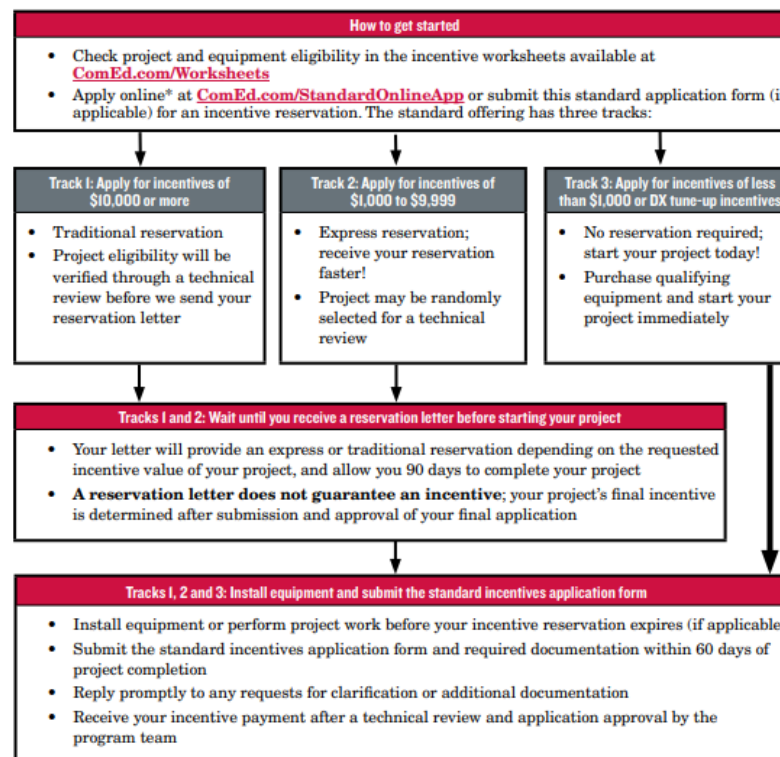 How to get started
• Check project and equipment eligibility in the incentive worksheets available at
ComEd.com/Worksheets
• Apply online* at ComEd.com/StandardOnlineApp or submit this standard application form (i
applicable) for an incentive reservation. The standard offering has three tracks:
Track 1: Apply for incentives of
$10,000 or more
• Traditional reservation
• Project eligibility will be
verified through a technical
review before we send your
reservation letter
Track 2: Apply for incentives of
$1,000 to $9,999
• Express reservation;
receive your reservation
faster!
• Project may be randomly
selected for a technical
review
Track 3: Apply for incentives of less
than $1,000 or DX tune-up incentives
• No reservation required;
start your project today!
• Purchase qualifying
equipment and start your
project immediately
Tracks 1 and 2: Wait until you receive a reservation letter before starting your project
• Your letter will provide an express or traditional reservation depending on the requested
incentive value of your project, and allow you 90 days to complete your project
• A reservation letter does not guarantee an incentive; your project's final incentive
is determined after submission and approval of your final application
Tracks 1, 2 and 3: Install equipment and submit the standard incentives application form
• Install equipment or perform project work before your incentive reservation expires (if applicable
• Submit the standard incentives application form and required documentation within 60 days of
project completion
• Reply promptly to any requests for clarification or additional documentation
• Receive your incentive payment after a technical review and application approval by the
program team